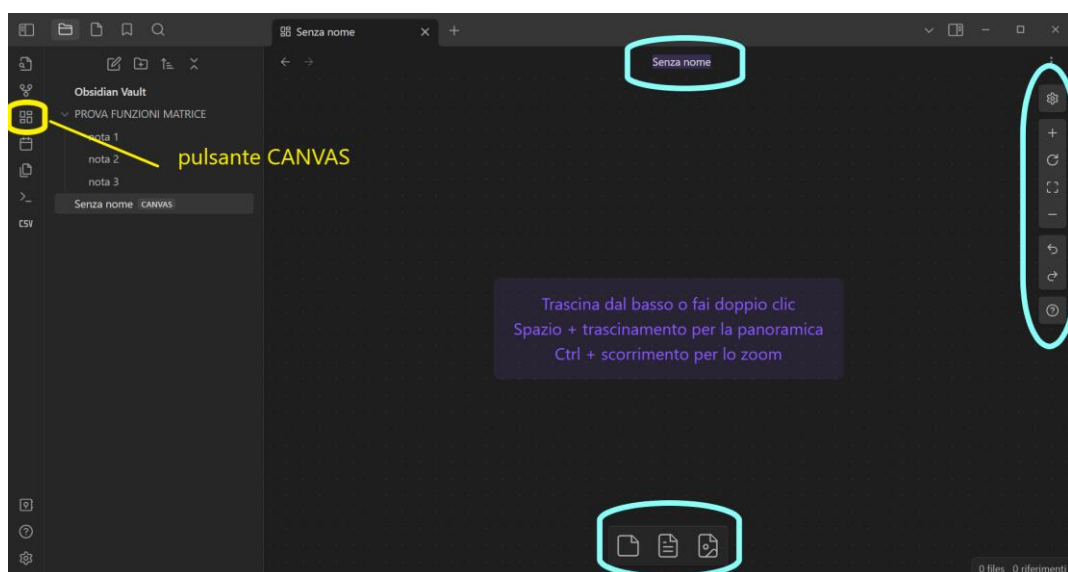 Senza nome
Senza nome
Obsidian Vault
PROVA FUNZIONI MATRICE
nota 1
nota 2
nota 3
Senza nome CANVAS
CSV
pulsante CANVAS
Trascina dal basso o fai doppio clic
Spazio + trascinamento per la panoramica
Ctrl + scorrimento per lo zoom
0 files 0 riferimenti